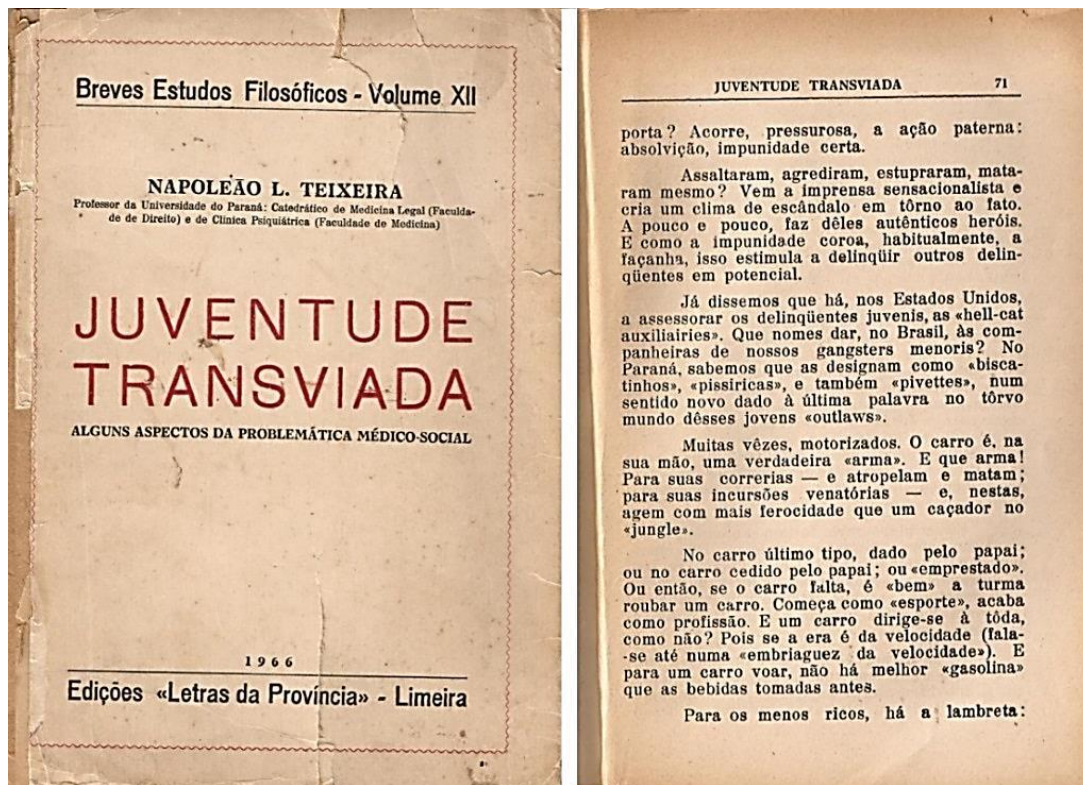 Breves Estudos Filosóficos - Volume XII
NAPOLEÃO L. TEIXEIRA
Professor da Universidade do Paraná: Catedrático de Medicina Legal (Faculda-
de de Direito) e de Clínica Psiquiátrica (Faculdade de Medicina)
JUVENTUDE
TRANSVIADA
ALGUNS ASPECTOS DA PROBLEMÁTICA MÉDICO-SOCIAL
1966
Edições «Letras da Província» - Limeira
JUVENTUDE TRANSVIADA 71
porta? Acorre, pressurosa, a ação paterna:
absolvição, impunidade certa.
Assaltaram, agrediram, estupraram, mata-
ram mesmo? Vem a imprensa sensacionalista e
cria um clima de escândalo em tôrno ao fato.
A pouco e pouco, faz dêles autênticos heróis.
E como a impunidade coroa, habitualmente, a
façanha, isso estimula a delinqüir outros delin-
qüentes em potencial.
Já dissemos que há, nos Estados Unidos,
a assessorar os delinqüentes juvenis, as «hell-cat
auxiliairies». Que nomes dar, no Brasil, às com-
panheiras de nossos gangsters menoris? No
Paraná, sabemos que as designam como «bisca-
tinhos», «pissiricas», e também «pivettes», num
sentido novo dado à última palavra no tôrvo
mundo dêsses jovens «outlaws».
Muitas vêzes, motorizados. O carro é, na
sua mão, uma verdadeira «arma». E que arma!
Para suas correrias — e atropelam e matam;
para suas incursões venatórias — e, nestas,
agem com mais ferocidade que um caçador no
«jungle».
No carro último tipo, dado pelo papai;
ou no carro cedido pelo papai; ou «emprestado».
Ou então, se o carro falta, é «bem» a turma
roubar um carro. Começa como «esporte», acaba
como profissão. E um carro dirige-se à tôda,
como não? Pois se a era é da velocidade (fala-
-se até numa «embriaguez da velocidade»). E
para um carro voar, não há melhor «gasolina»
que as bebidas tomadas antes.
Para os menos ricos, há a lambreta: